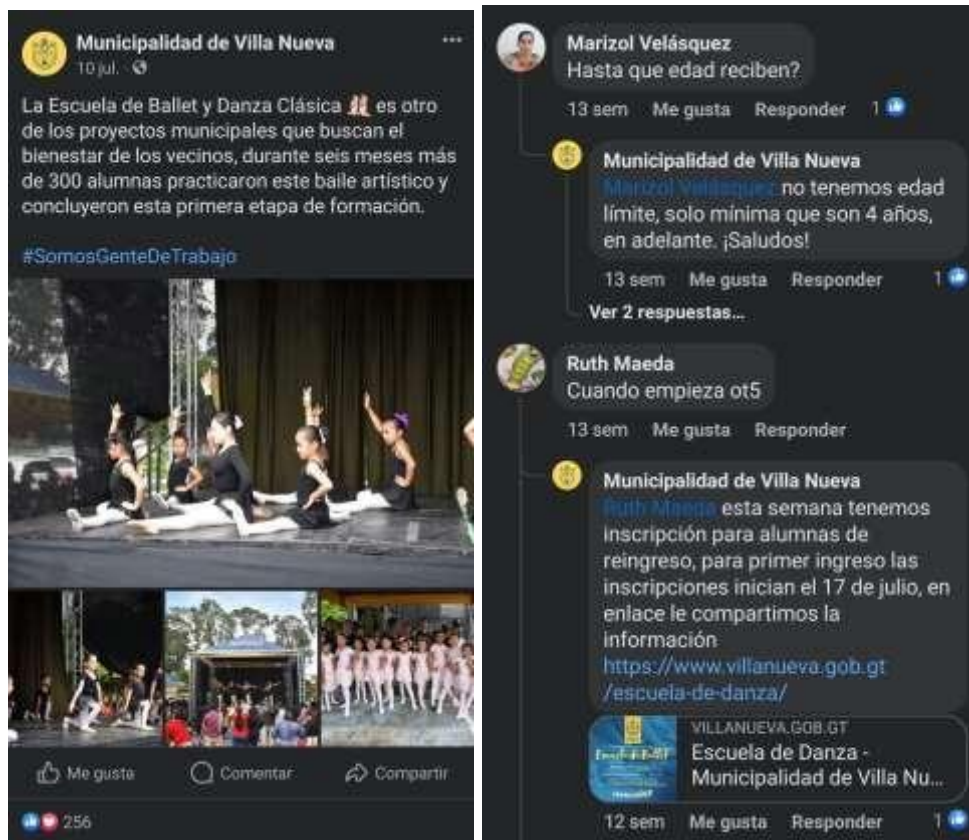 Municipalidad de Villa Nueva
10 jul.
La Escuela de Ballet y Danza Clásica es otro
de los proyectos municipales que buscan el
bienestar de los vecinos, durante seis meses más
de 300 alumnas practicaron este baile artístico y
concluyeron esta primera etapa de formación.
#SomosGenteDeTrabajo
Me gusta Comentar Compartir
256
Marizol Velásquez
Hasta que edad reciben?
13 sem Me gusta Responder 1
Municipalidad de Villa Nueva
Marizol Velásquez no tenemos edad
límite, solo mínima que son 4 años,
en adelante. ¡Saludos!
13 sem Me gusta Responder 1
Ver 2 respuestas...
Ruth Maeda
Cuando empieza ot5
13 sem Me gusta Responder
Municipalidad de Villa Nueva
Ruth Maeda esta semana tenemos
inscripción para alumnas de
reingreso, para primer ingreso las
inscripciones inician el 17 de julio, en
enlace le compartimos la
información
https://www.villanueva.gob.gt
/escuela-de-danza/
VILLANUEVA.GOB.GT
Escuela de Danza -
Municipalidad de Villa Nu...
12 sem Me gusta Responder 1